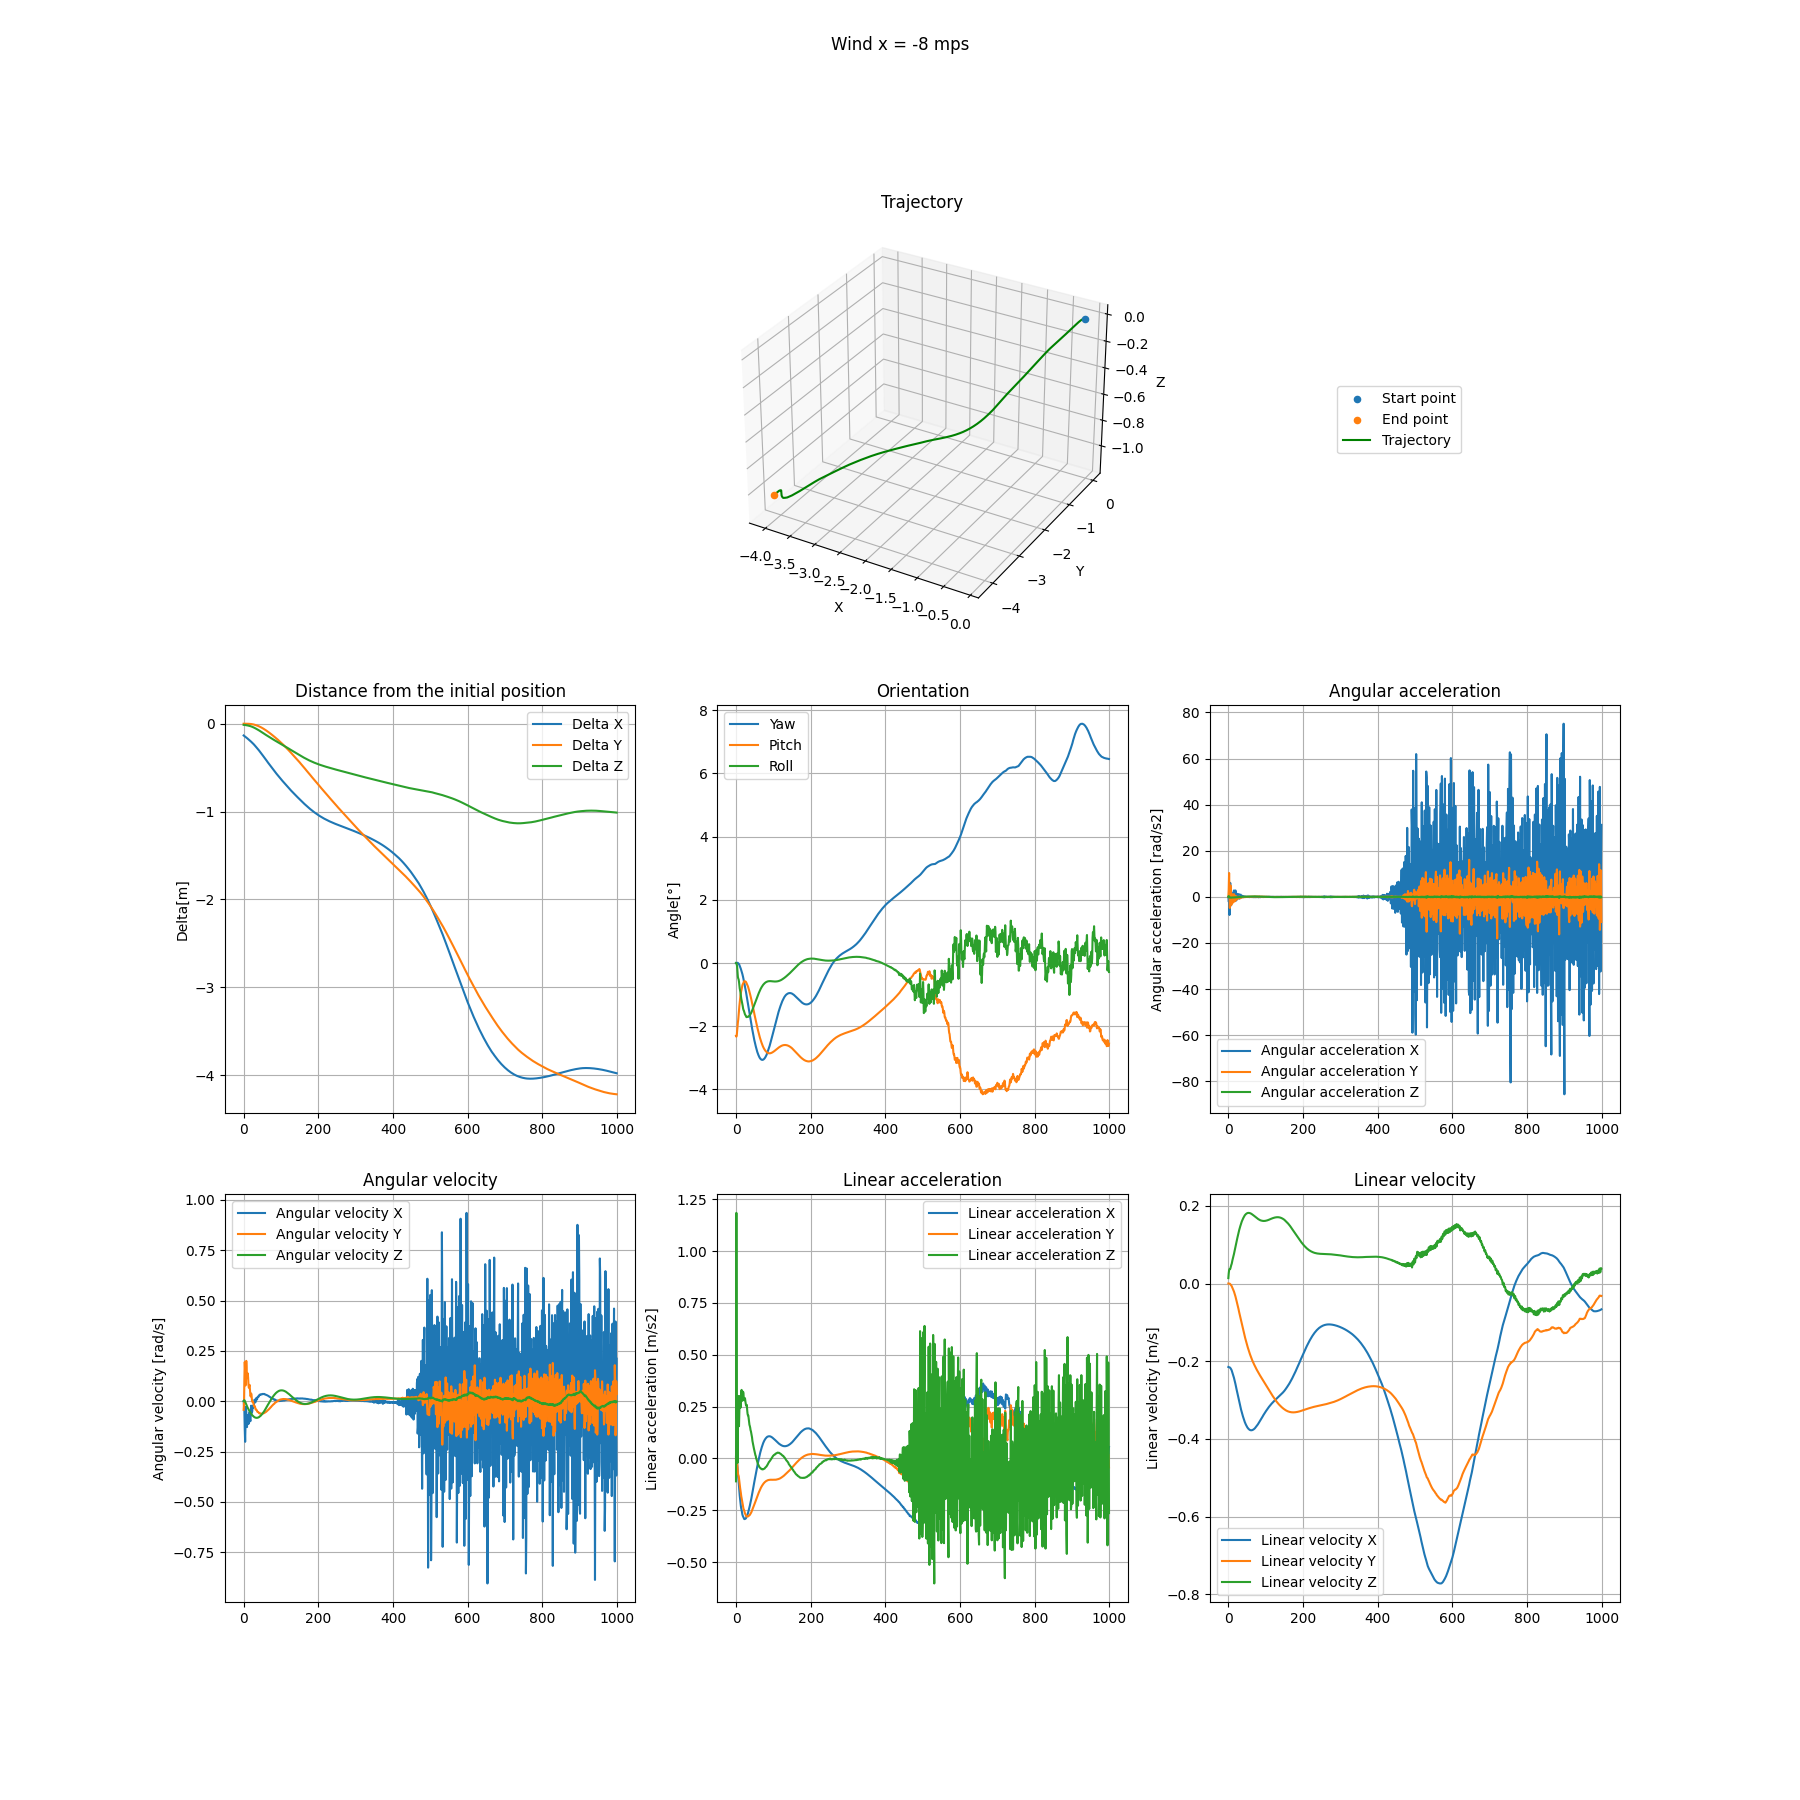 Wind x = -8 mps
Trajectory
0.0
−0.2
−0.4
−0.6
−0.8
−1.0
Z
0
−1
−2
−3
−4
Y
−4.0
−3.5
−3.0
−2.5
−2.0
−1.5
−1.0
−0.5
0.0
X
Start point
End point
Trajectory
Distance from the initial position
Delta X
Delta Y
Delta Z
0
−1
−2
−3
−4
Delta[m]
0 200 400 600 800 1000
Orientation
Yaw
Pitch
Roll
8
6
4
2
0
−2
−4
Angle[°]
0 200 400 600 800 1000
Angular acceleration
80
60
40
20
0
−20
−40
−60
−80
Angular acceleration [rad/s2]
Angular acceleration X
Angular acceleration Y
Angular acceleration Z
0 200 400 600 800 1000
Angular velocity
Angular velocity X
Angular velocity Y
Angular velocity Z
1.00
0.75
0.50
0.25
0.00
−0.25
−0.50
−0.75
Angular velocity [rad/s]
0 200 400 600 800 1000
Linear acceleration
Linear acceleration X
Linear acceleration Y
Linear acceleration Z
1.25
1.00
0.75
0.50
0.25
0.00
−0.25
−0.50
Linear acceleration [m/s2]
0 200 400 600 800 1000
Linear velocity
0.2
0.0
−0.2
−0.4
−0.6
−0.8
Linear velocity [m/s]
Linear velocity X
Linear velocity Y
Linear velocity Z
0 200 400 600 800 1000